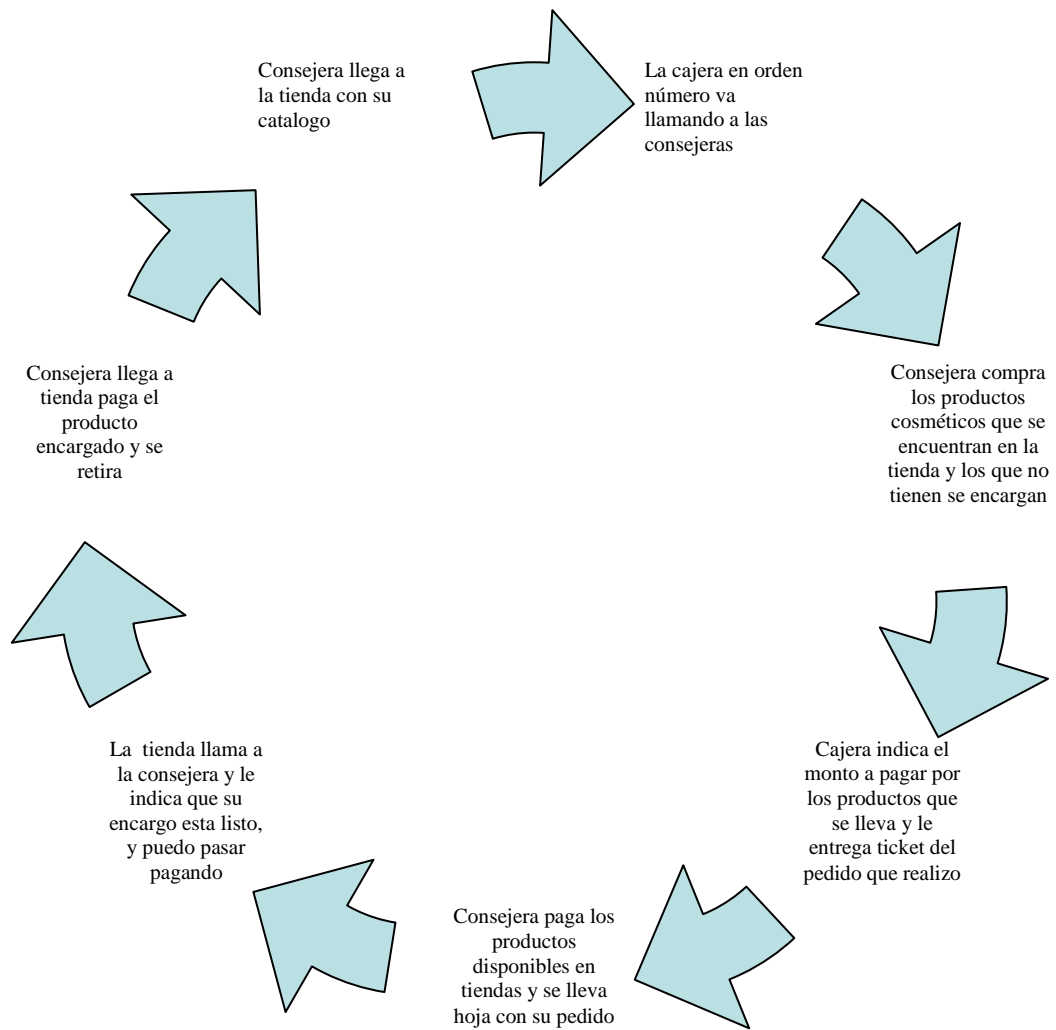 Consejera llega a
la tienda con su
catalogo
La cajera en orden
número va
llamando a las
consejeras
Consejera compra
los productos
cosméticos que se
encuentran en la
tienda y los que no
tienen se encargan
Cajera indica el
monto a pagar por
los productos que
se lleva y le
entrega ticket del
pedido que realizo
Consejera paga los
productos
disponibles en
tiendas y se lleva
hoja con su pedido
La tienda llama a
la consejera y le
indica que su
encargo esta listo,
y puedo pasar
pagando
Consejera llega a
tienda paga el
producto
encargado y se
retira